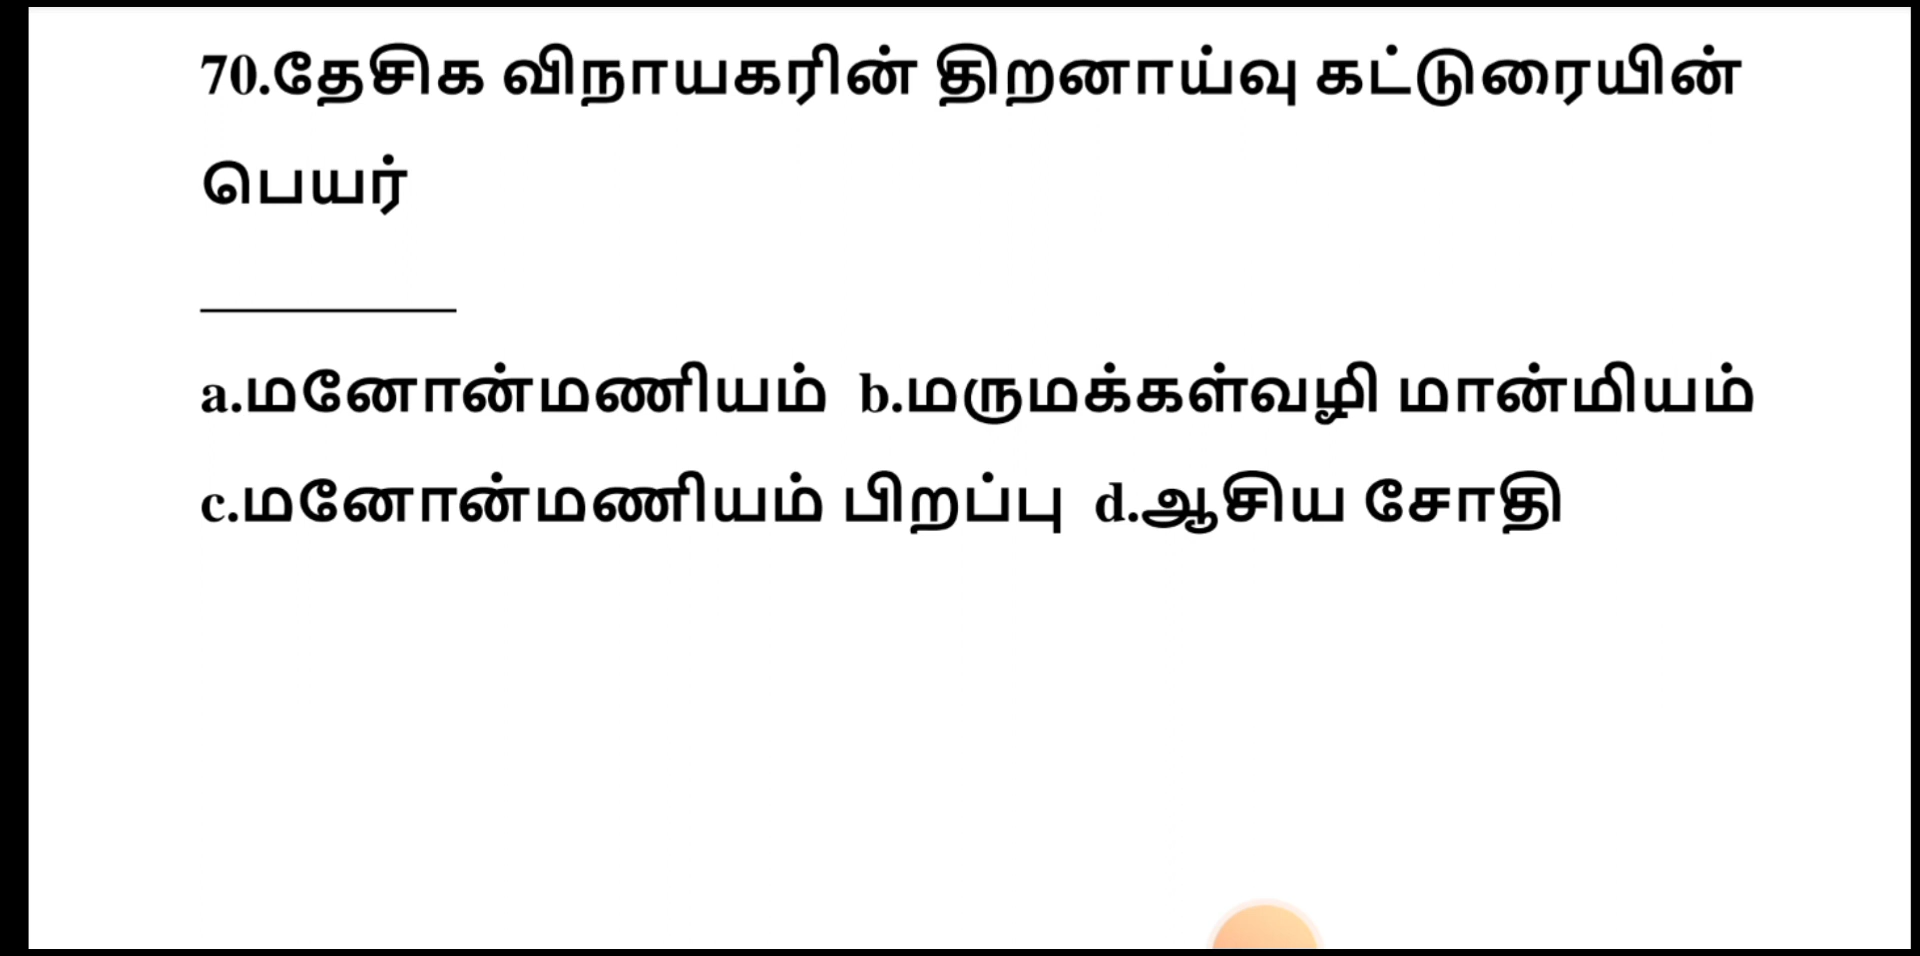 70.தேசிக விநாயகரின் திறனாய்வு கட்டுரையின்
பெயர்
__________
a.மனோன்மணியம்  b.மருமக்கள்வழி மான்மியம்
c.மனோன்மணியம் பிறப்பு  d.ஆசிய சோதி